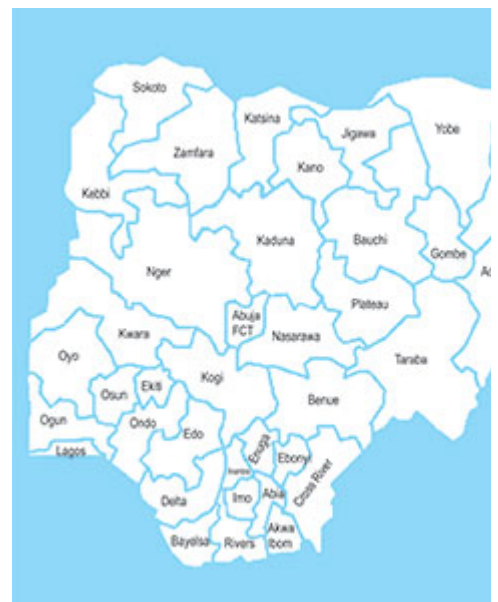 Sokoto
Katsina
Yobe
Jigawa
Zamfara
Kano
Kebbi
Kaduna
Bauchi
Gombe
Nger
Plateau
Abuja
FCT
Nasarawa
Kwara
Oyo
Taraba
Kogi
Ekiti
Osun
Benue
Ogun
Ondo
Edo
Lagos
Enugu
Ebonyi
Cross River
Imo
Abia
Delta
Akwa
Ibom
Bayelsa
Rivers